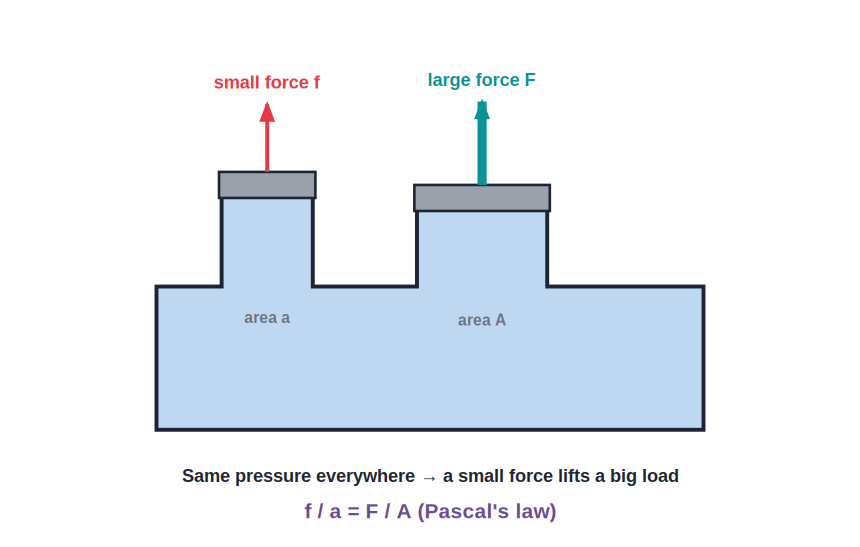 small force f
large force F
area a
area A
Same pressure everywhere → a small force lifts a big load
f / a = F / A (Pascal's law)